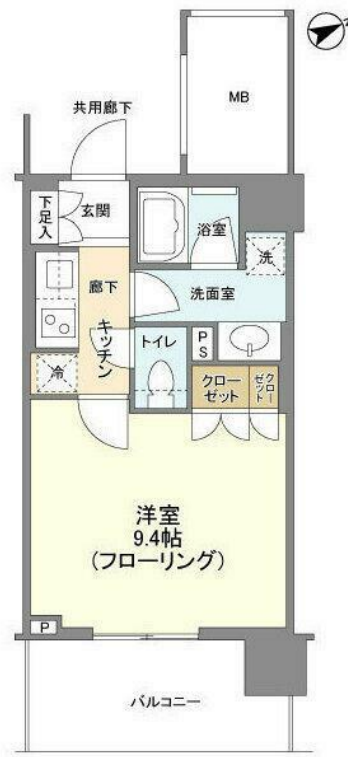 MB
共用廊下
下足入
玄関
浴室
洗
廊下
洗面室
キッチン
トイレ
PS
冷
クロー
ゼット
クロー
ゼット
洋室
9.4帖
(フローリング)
P
バルコニー